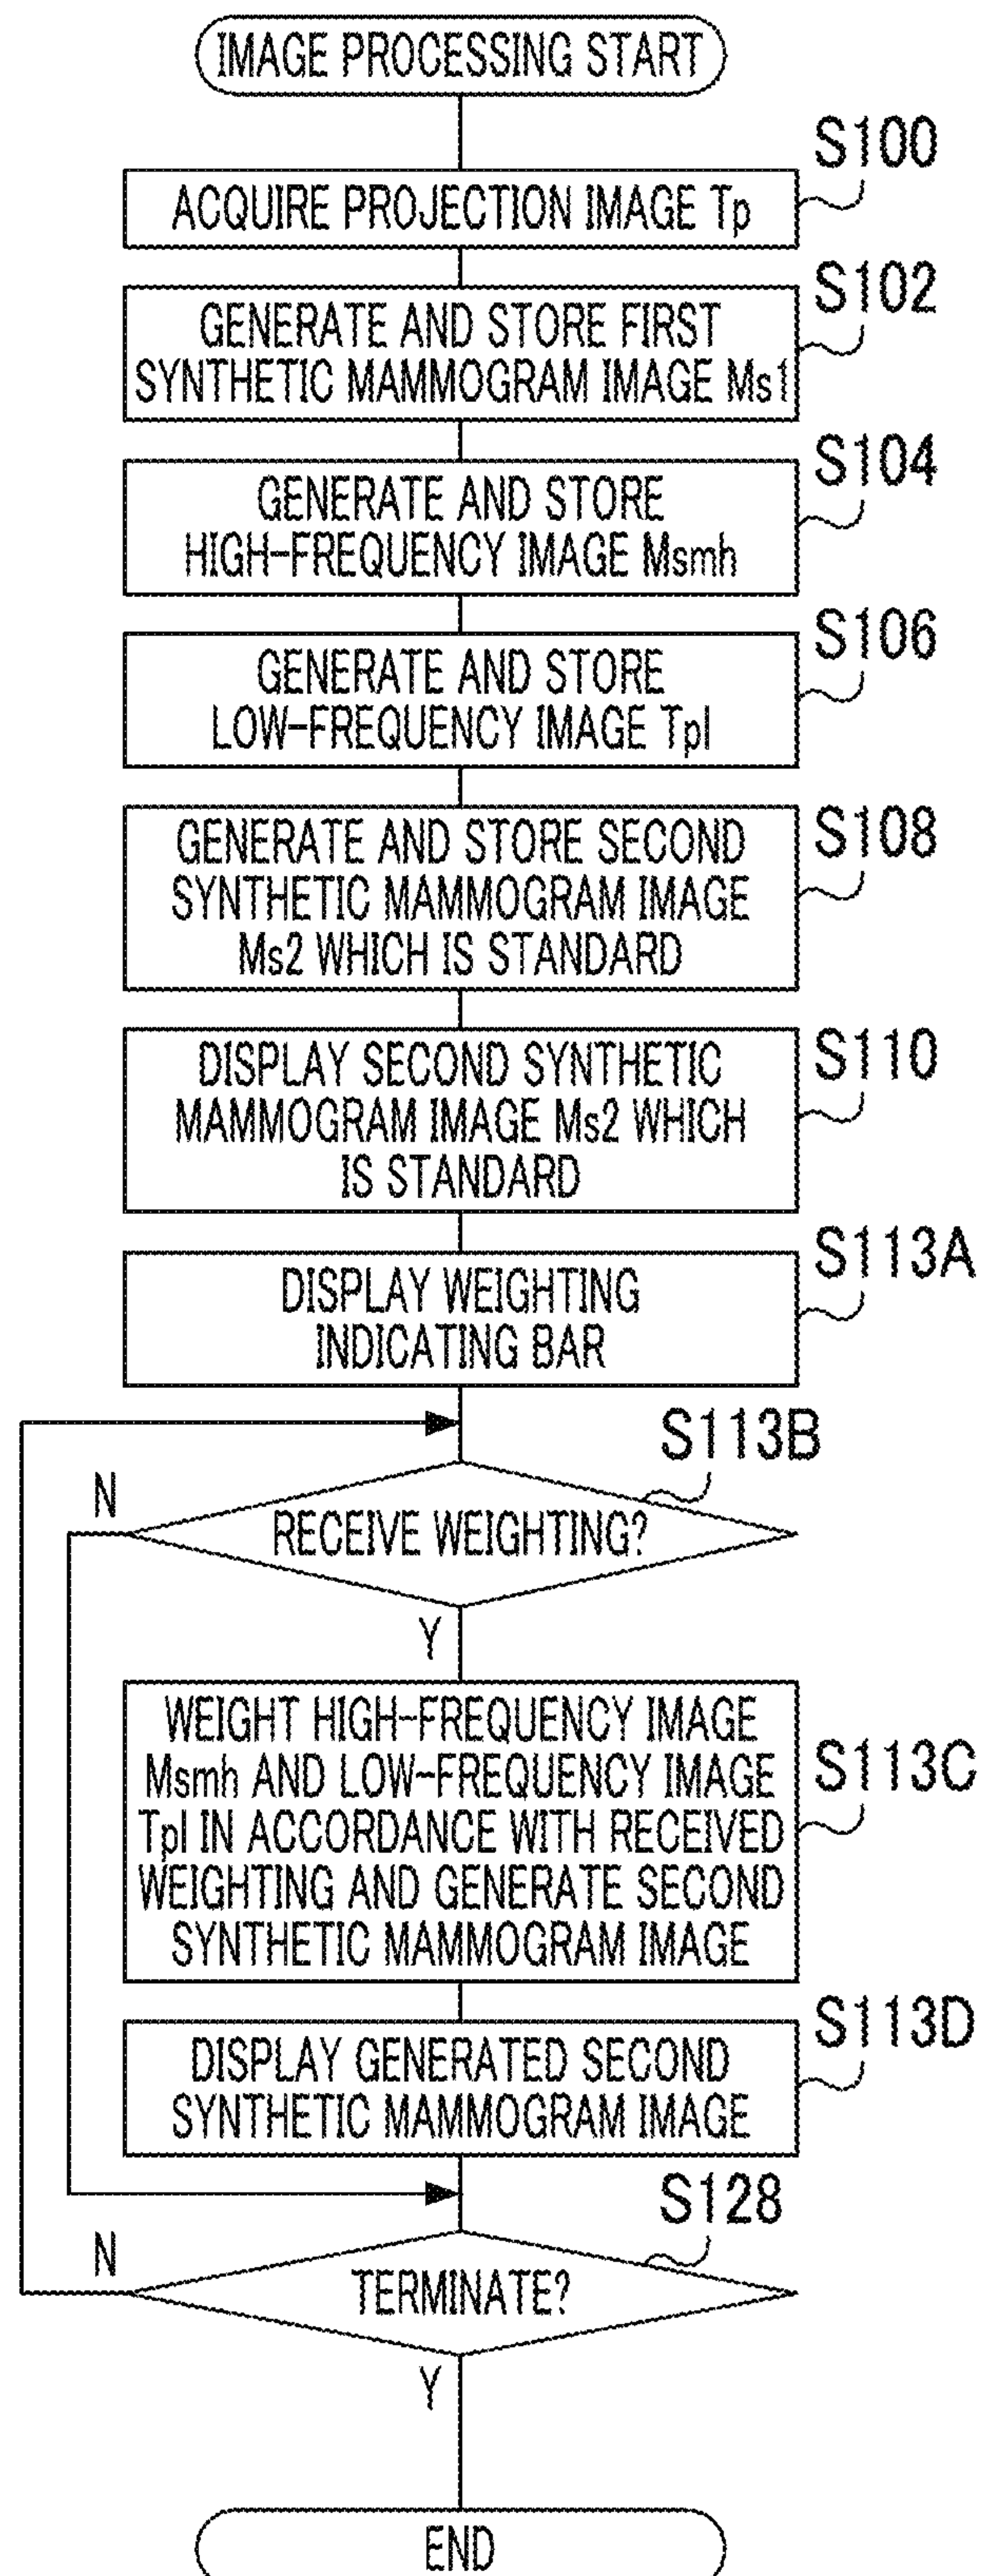 IMAGE PROCESSING START
S100
ACQUIRE PROJECTION IMAGE Tp
S102
GENERATE AND STORE FIRST
SYNTHETIC MAMMOGRAM IMAGE Ms1
S104
GENERATE AND STORE
HIGH-FREQUENCY IMAGE Msmh
S106
GENERATE AND STORE
LOW-FREQUENCY IMAGE Tpl
S108
GENERATE AND STORE SECOND
SYNTHETIC MAMMOGRAM IMAGE
Ms2 WHICH IS STANDARD
S110
DISPLAY SECOND SYNTHETIC
MAMMOGRAM IMAGE Ms2 WHICH
IS STANDARD
S113A
DISPLAY WEIGHTING
INDICATING BAR
S113B
N
RECEIVE WEIGHTING?
Y
WEIGHT HIGH-FREQUENCY IMAGE
Msmh AND LOW-FREQUENCY IMAGE
S113C
Tpl IN ACCORDANCE WITH RECEIVED
WEIGHTING AND GENERATE SECOND
SYNTHETIC MAMMOGRAM IMAGE
S113D
DISPLAY GENERATED SECOND
SYNTHETIC MAMMOGRAM IMAGE
S128
N
TERMINATE?
Y
END